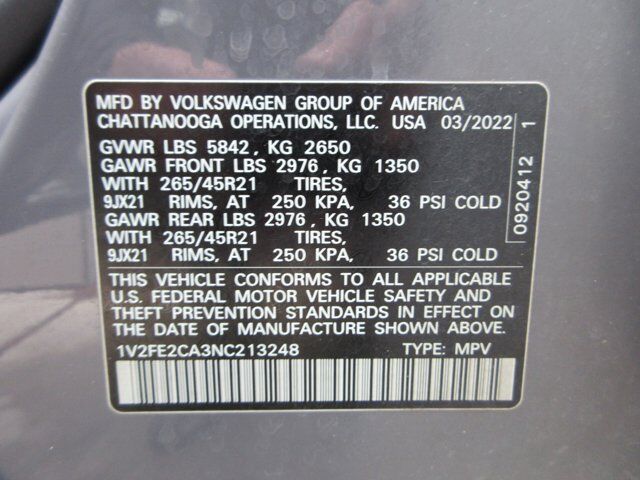 MFD BY VOLKSWAGEN GROUP OF AMERICA
CHATTANOOGA OPERATIONS, LLC. USA 03/2022
GVWR LBS 5842, KG 2650
GAWR FRONT LBS 2976, KG 1350
WITH 265/45R21 TIRES,
9JX21 RIMS, AT 250 KPA, 36 PSI COLD
GAWR REAR LBS 2976, KG 1350
WITH 265/45R21 TIRES,
9JX21 RIMS, AT 250 KPA, 36 PSI COLD
THIS VEHICLE CONFORMS TO ALL APPLICABLE
U.S. FEDERAL MOTOR VEHICLE SAFETY AND
THEFT PREVENTION STANDARDS IN EFFECT ON
THE DATE OF MANUFACTURE SHOWN ABOVE.
1V2FE2CA3NC213248 TYPE: MPV
0920412 1